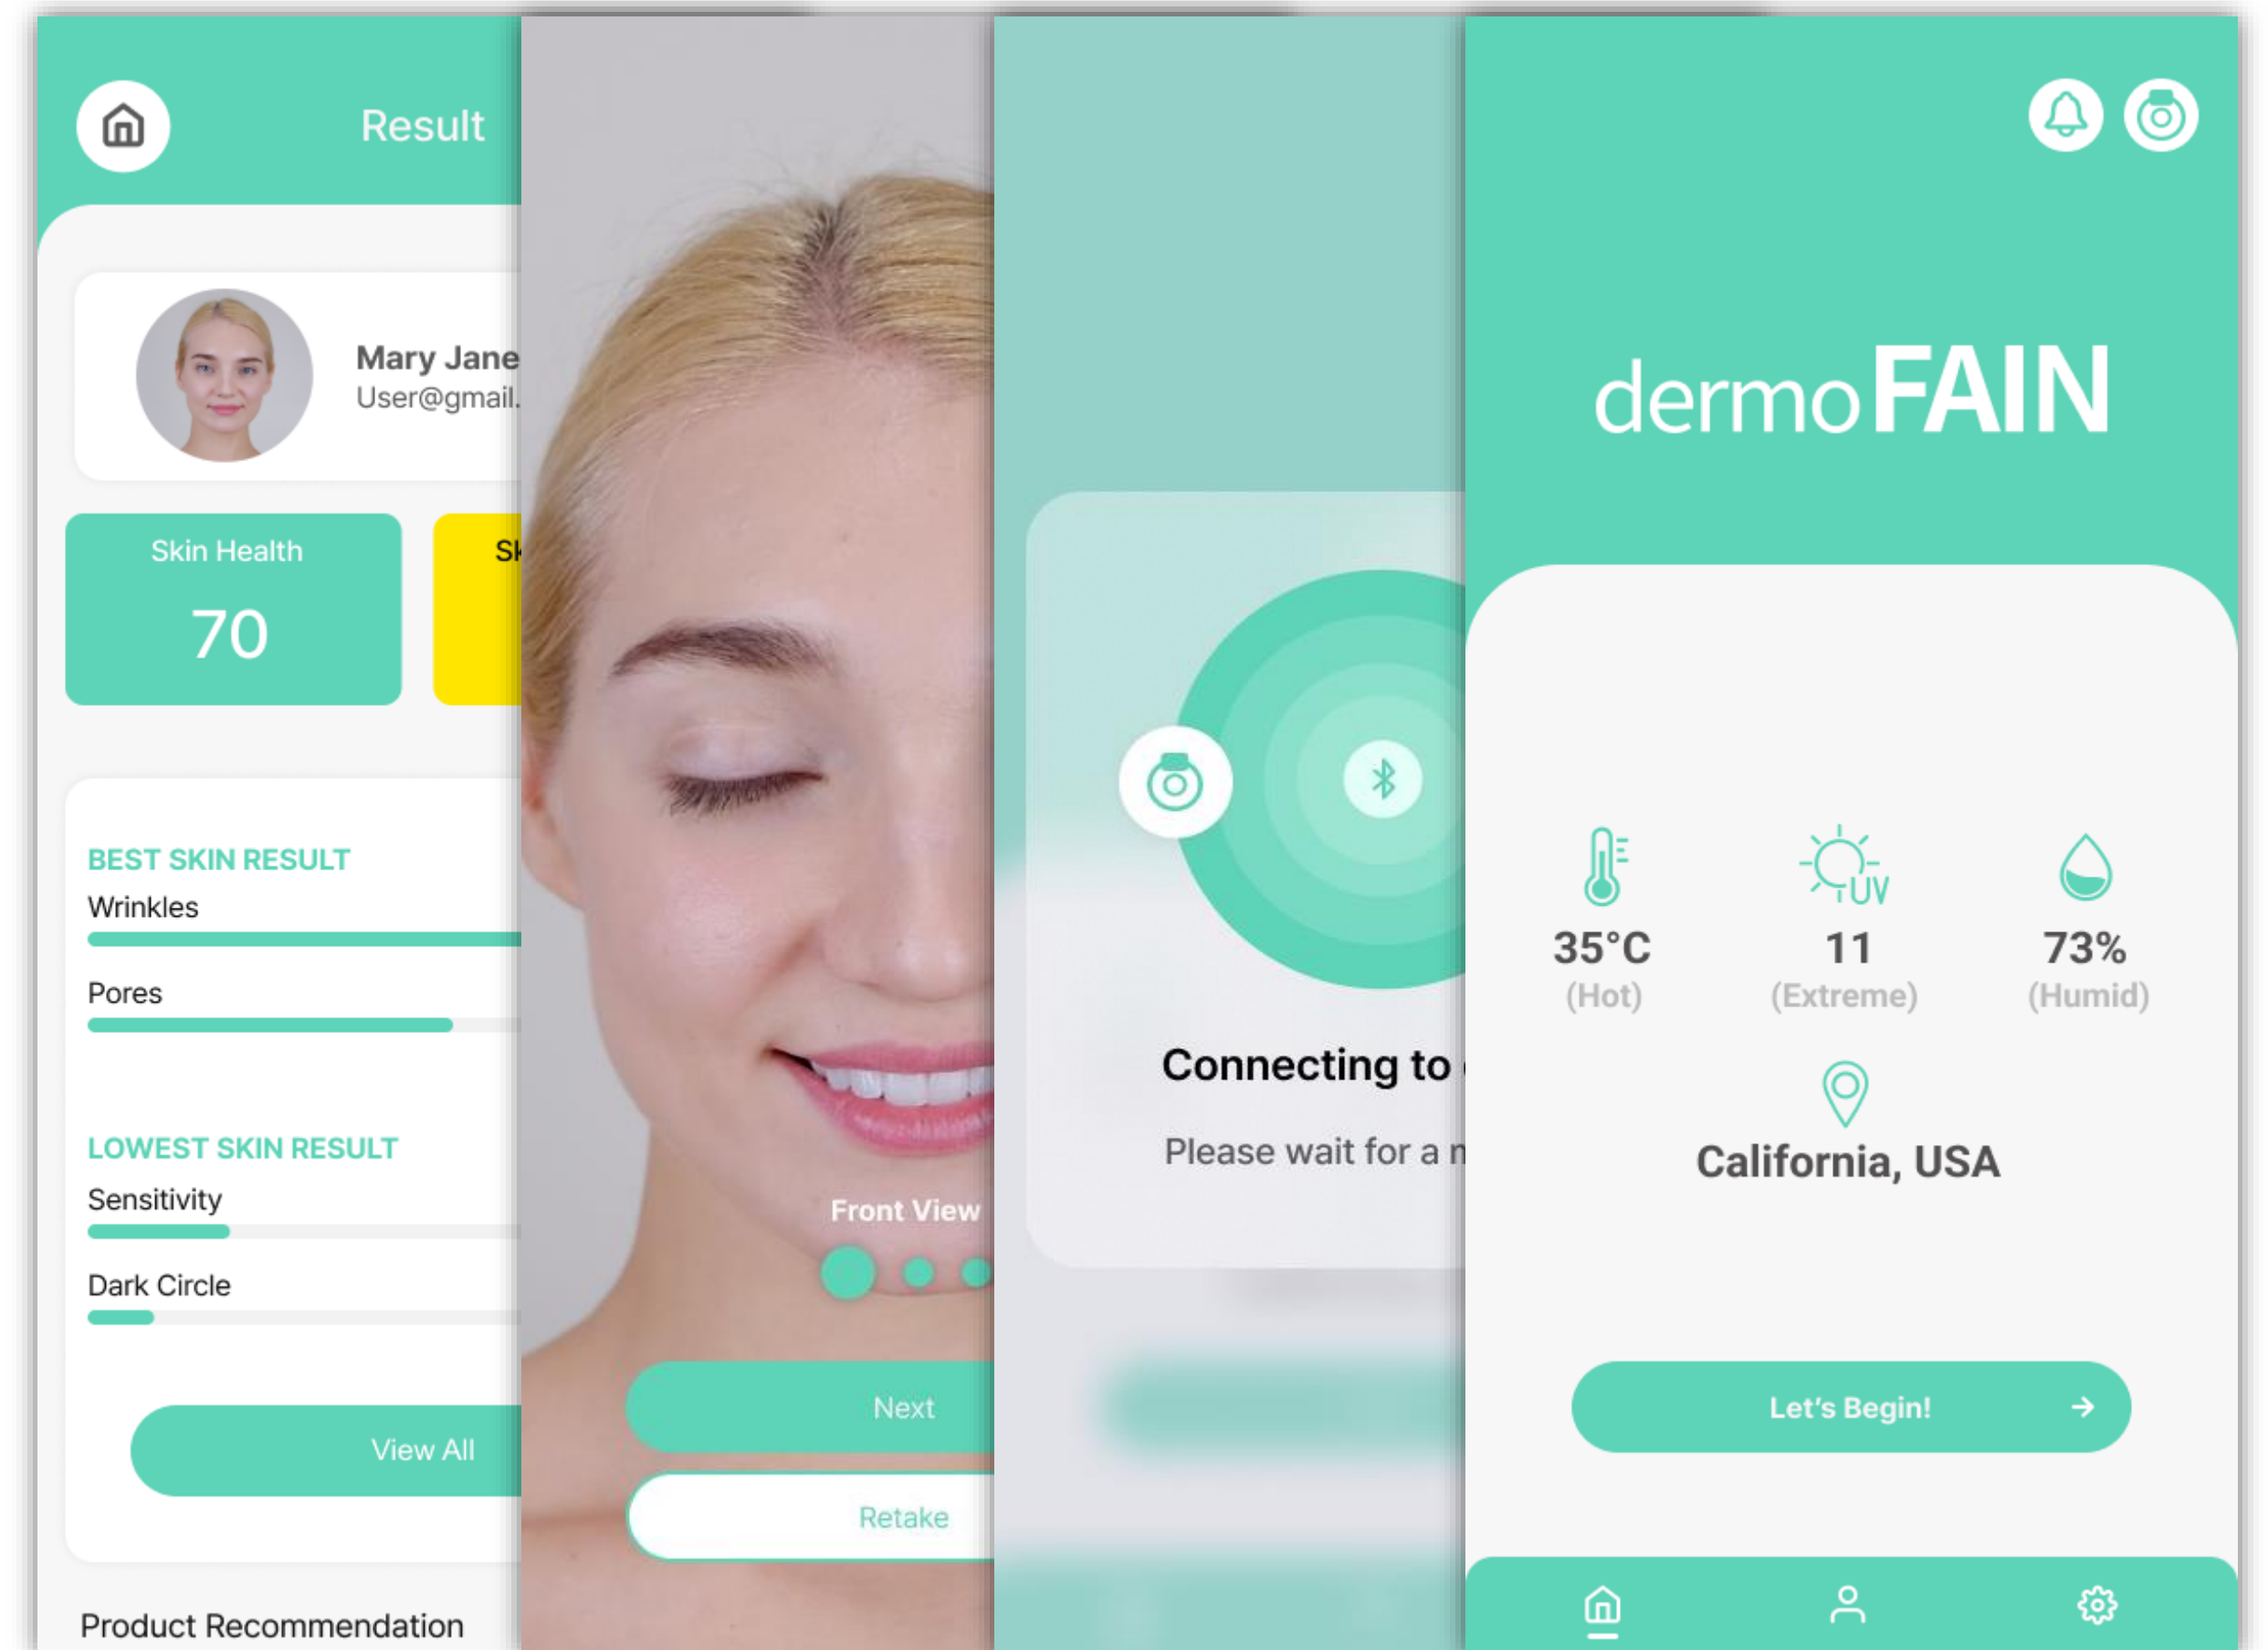 Result
Mary Jane
User@gmail.
Skin Health
70
BEST SKIN RESULT
Wrinkles
Pores
LOWEST SKIN RESULT
Sensitivity
Dark Circle
View All
Product Recommendation
Front View
Next
Retake
Connecting to
Please wait for a
dermoFAIN
UV
35°C
11
73%
(Hot)
(Extreme)
(Humid)
California, USA
Let's Begin!